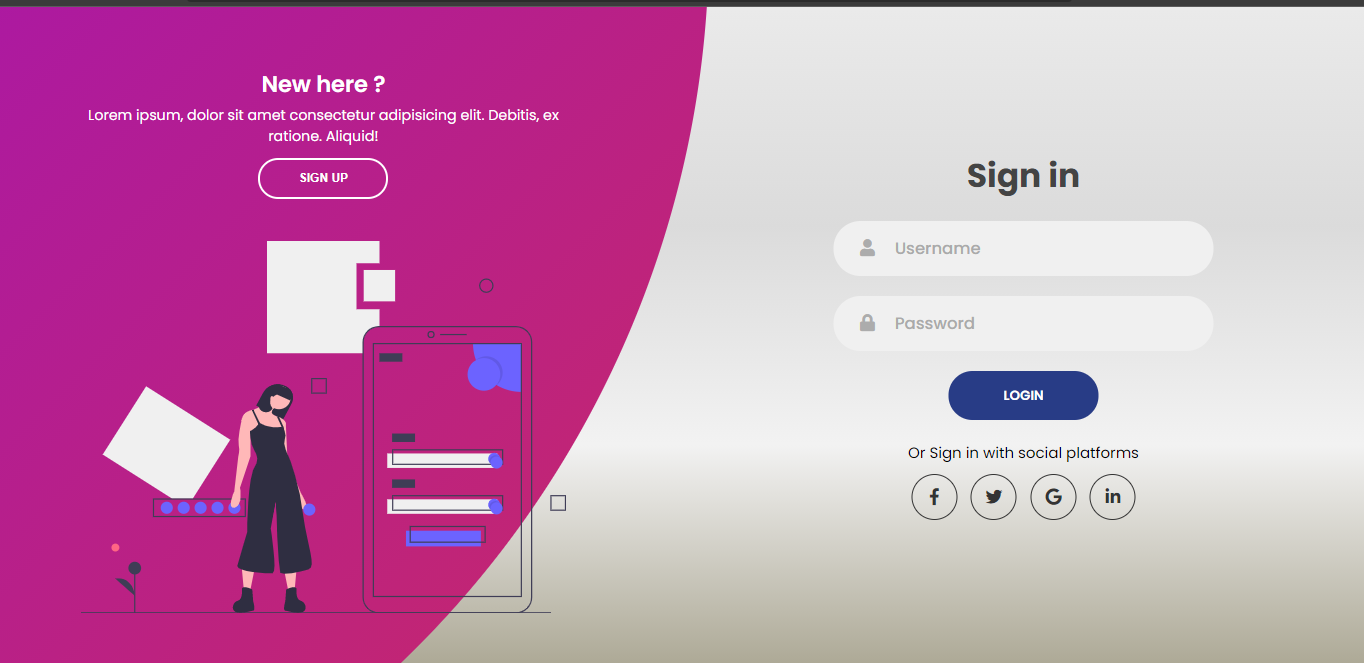 New here ?
Lorem ipsum, dolor sit amet consectetur adipisicing elit. Debitis, ex
ratione. Aliquid!
SIGN UP
Sign in
Username
Password
LOGIN
Or Sign in with social platforms